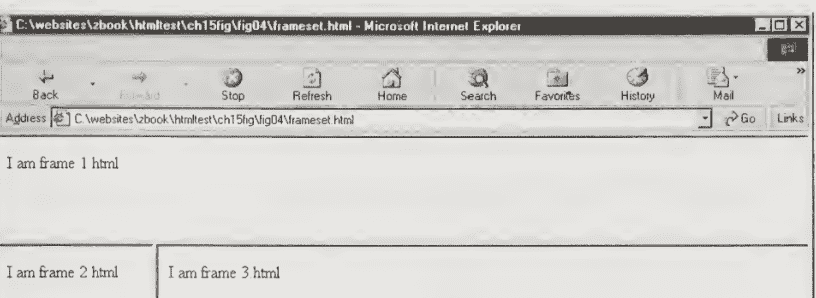 C:\websites\zbook\htmltest\ch15fig\fig04\frameset.html - Microsoft Internet Explorer
Back Forward Stop Refresh Home Search Favorites History Mail »
Address C:\websites\zbook\htmltest\ch15fig\fig04\frameset.html Go Links
I am frame 1 html
I am frame 2 html I am frame 3 html